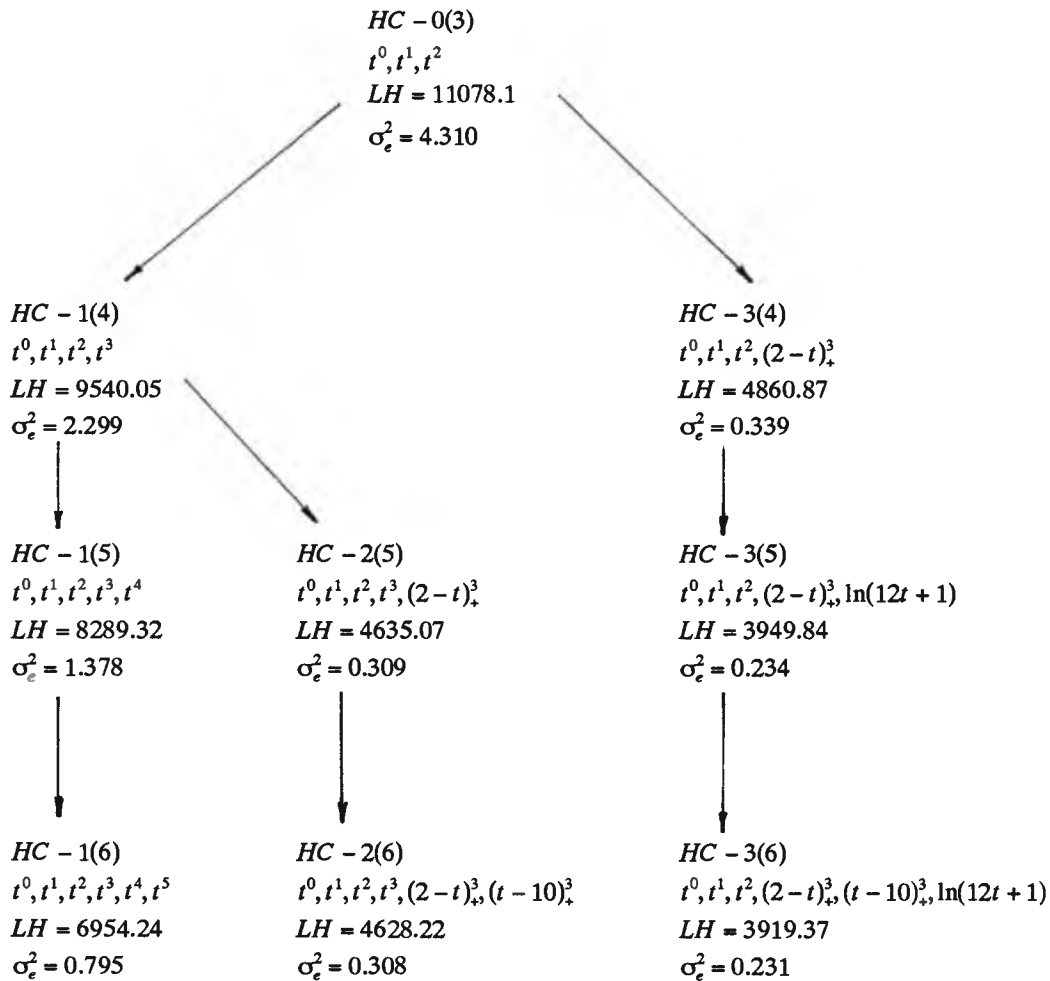 HC – 0(3)
t⁰, t¹, t²
LH = 11078.1
σₑ² = 4.310
HC – 1(4)
t⁰, t¹, t², t³
LH = 9540.05
σₑ² = 2.299
HC – 3(4)
t⁰, t¹, t², (2 – t)₊³
LH = 4860.87
σₑ² = 0.339
HC – 1(5)
t⁰, t¹, t², t³, t⁴
LH = 8289.32
σₑ² = 1.378
HC – 2(5)
t⁰, t¹, t², t³, (2 – t)₊³
LH = 4635.07
σₑ² = 0.309
HC – 3(5)
t⁰, t¹, t², (2 – t)₊³, ln(12t + 1)
LH = 3949.84
σₑ² = 0.234
HC – 1(6)
t⁰, t¹, t², t³, t⁴, t⁵
LH = 6954.24
σₑ² = 0.795
HC – 2(6)
t⁰, t¹, t², t³, (2 – t)₊³, (t – 10)₊³
LH = 4628.22
σₑ² = 0.308
HC – 3(6)
t⁰, t¹, t², (2 – t)₊³, (t – 10)₊³, ln(12t + 1)
LH = 3919.37
σₑ² = 0.231